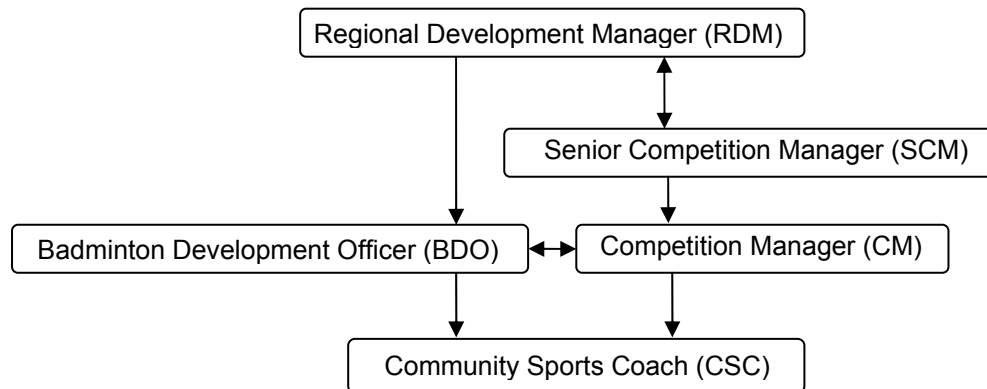 Regional Development Manager (RDM)
Senior Competition Manager (SCM)
Badminton Development Officer (BDO)
Competition Manager (CM)
Community Sports Coach (CSC)